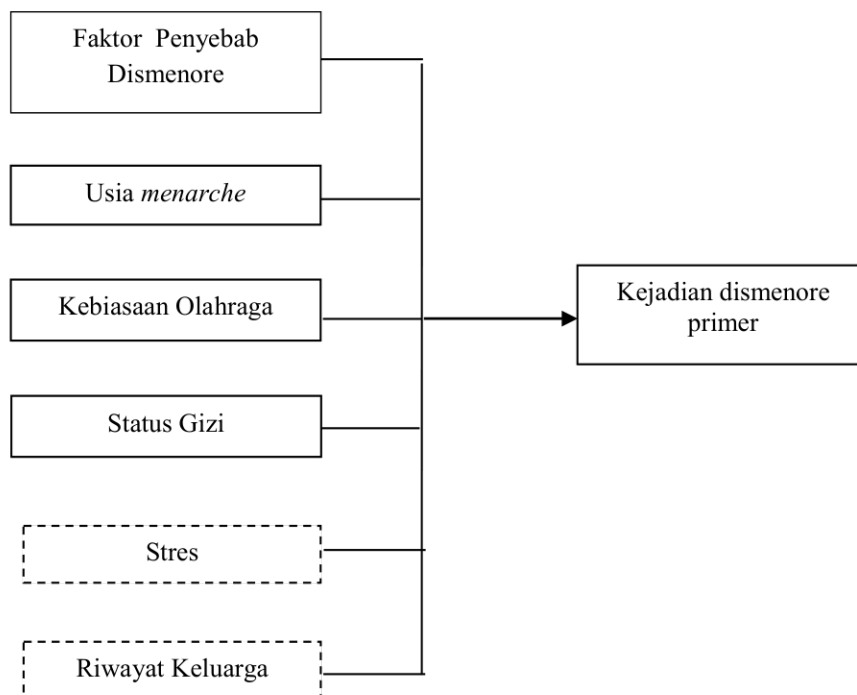 Faktor Penyebab
Dismenore
Usia menarche
Kebiasaan Olahraga
Kejadian dismenore
primer
Status Gizi
Stres
Riwayat Keluarga